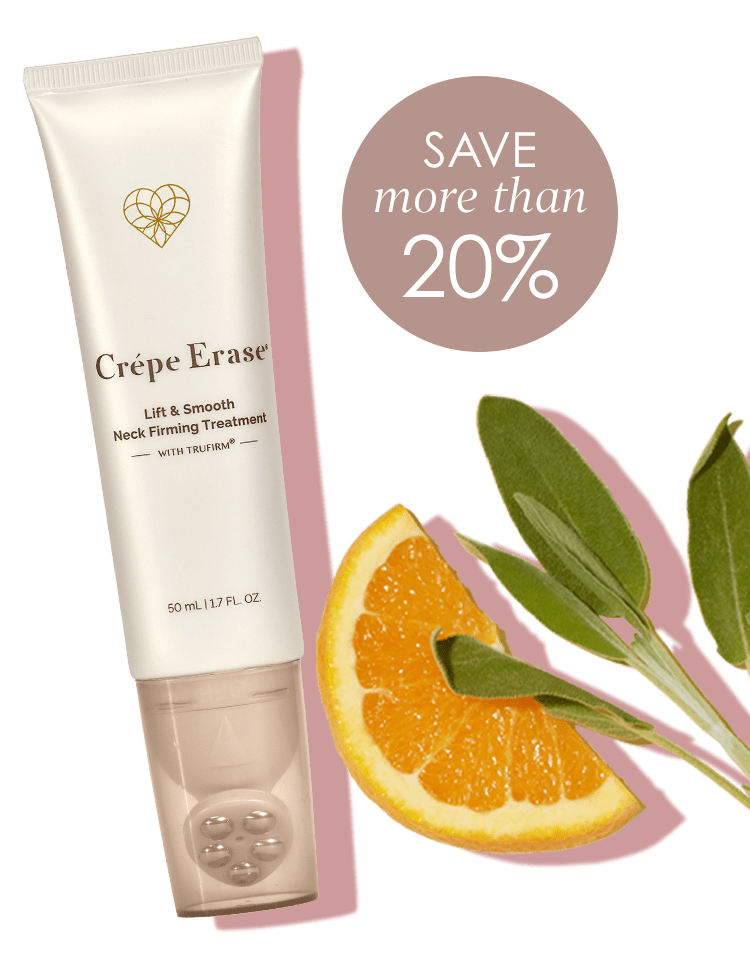 SAVE
more than
20%
Crépe Erase®
Lift & Smooth
Neck Firming Treatment
WITH TRUFIRM®
50 mL | 1.7 FL. OZ.